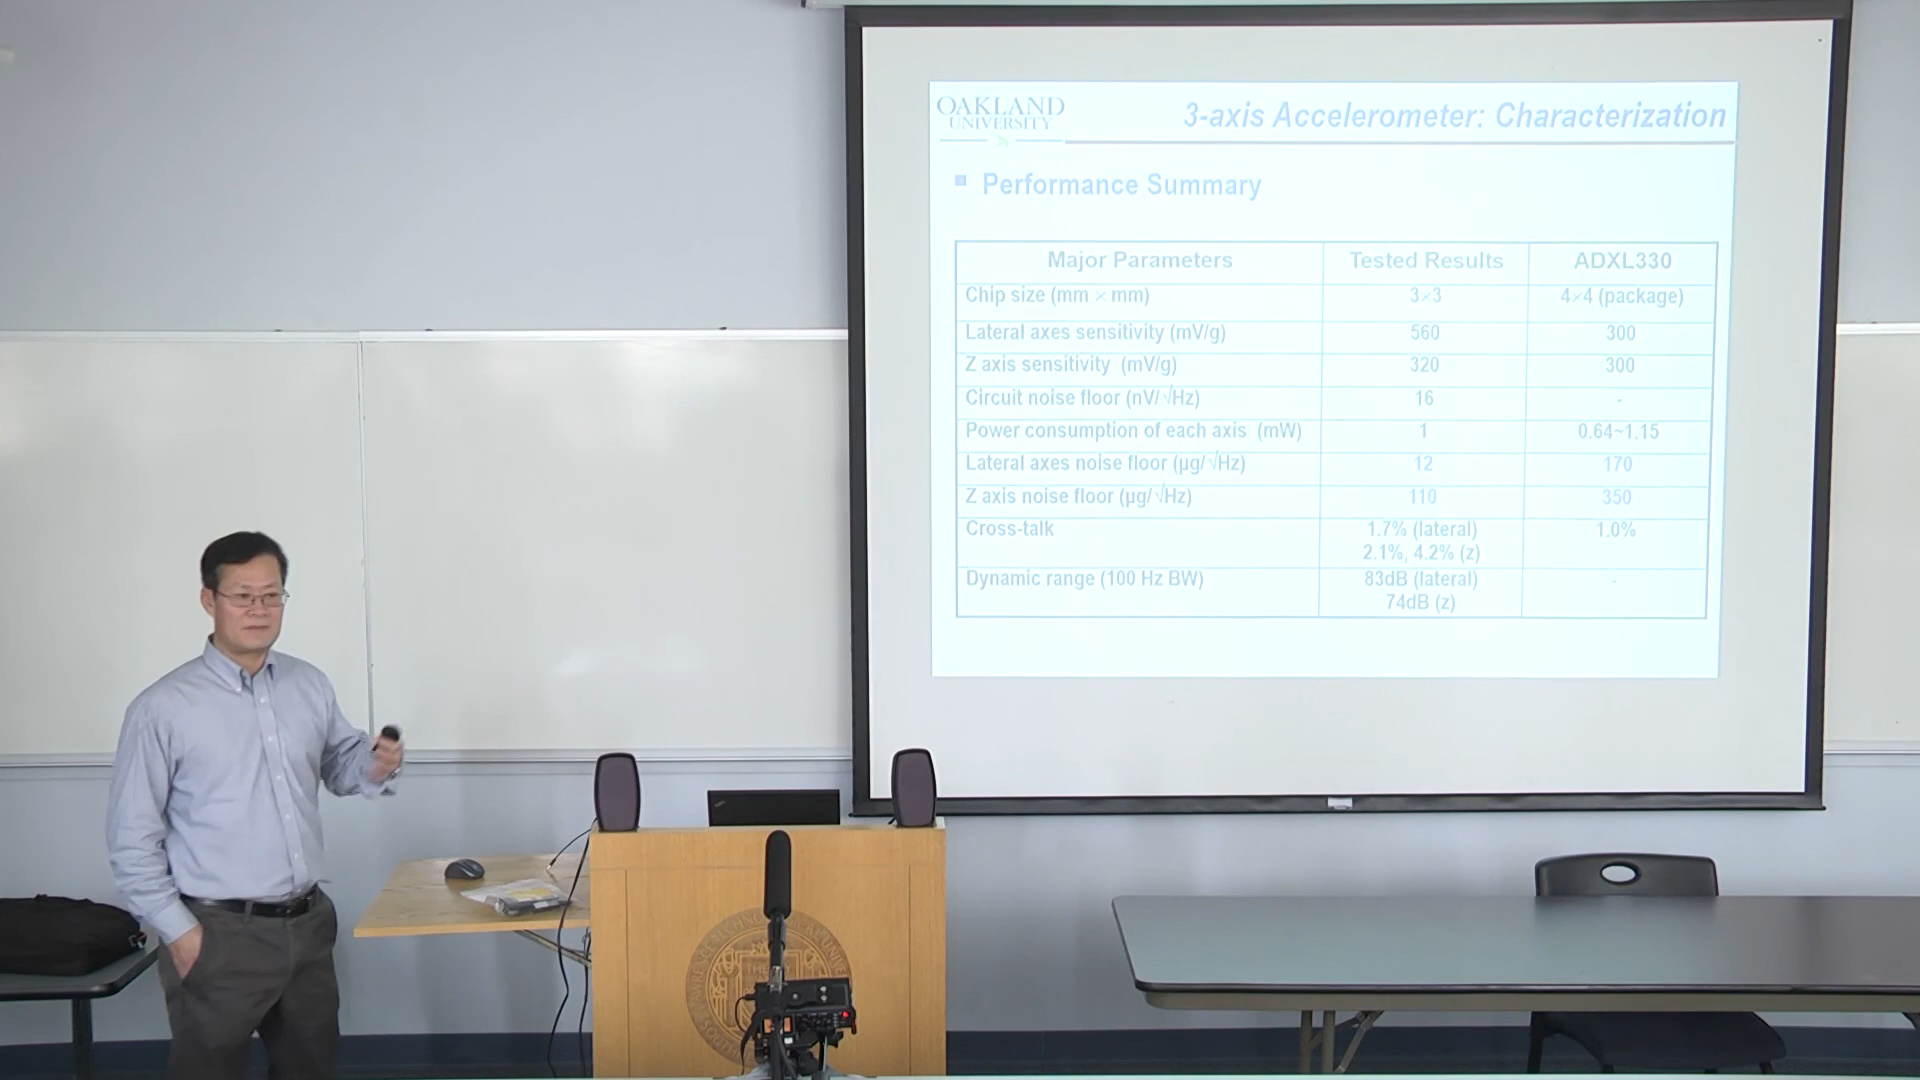 OAKLAND
UNIVERSITY
3-axis Accelerometer: Characterization
Performance Summary
Major Parameters Tested Results ADXL330
Chip size (mm × mm) 3×3 4×4 (package)
Lateral axes sensitivity (mV/g) 560 300
Z axis sensitivity (mV/g) 320 300
Circuit noise floor (nV/√Hz) 16 -
Power consumption of each axis (mW) 1 0.64~1.15
Lateral axes noise floor (µg/√Hz) 12 170
Z axis noise floor (µg/√Hz) 110 350
Cross-talk 1.7% (lateral) 1.0%
2.1%, 4.2% (z)
Dynamic range (100 Hz BW) 83dB (lateral) -
74dB (z)